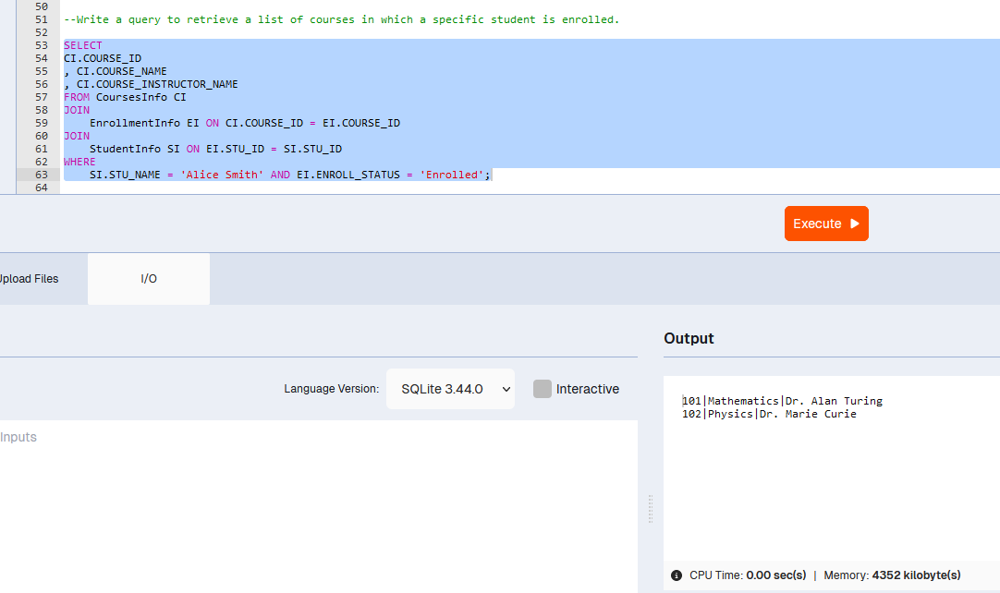 50
51 --Write a query to retrieve a list of courses in which a specific student is enrolled.
52
53 SELECT
54 CI.COURSE_ID
55 , CI.COURSE_NAME
56 , CI.COURSE_INSTRUCTOR_NAME
57 FROM CoursesInfo CI
58 JOIN
59 EnrollmentInfo EI ON CI.COURSE_ID = EI.COURSE_ID
60 JOIN
61 StudentInfo SI ON EI.STU_ID = SI.STU_ID
62 WHERE
63 SI.STU_NAME = 'Alice Smith' AND EI.ENROLL_STATUS = 'Enrolled';
64
Execute
Upload Files I/O
Output
Language Version: SQLite 3.44.0 Interactive
101|Mathematics|Dr. Alan Turing
102|Physics|Dr. Marie Curie
Inputs
CPU Time: 0.00 sec(s) | Memory: 4352 kilobyte(s)